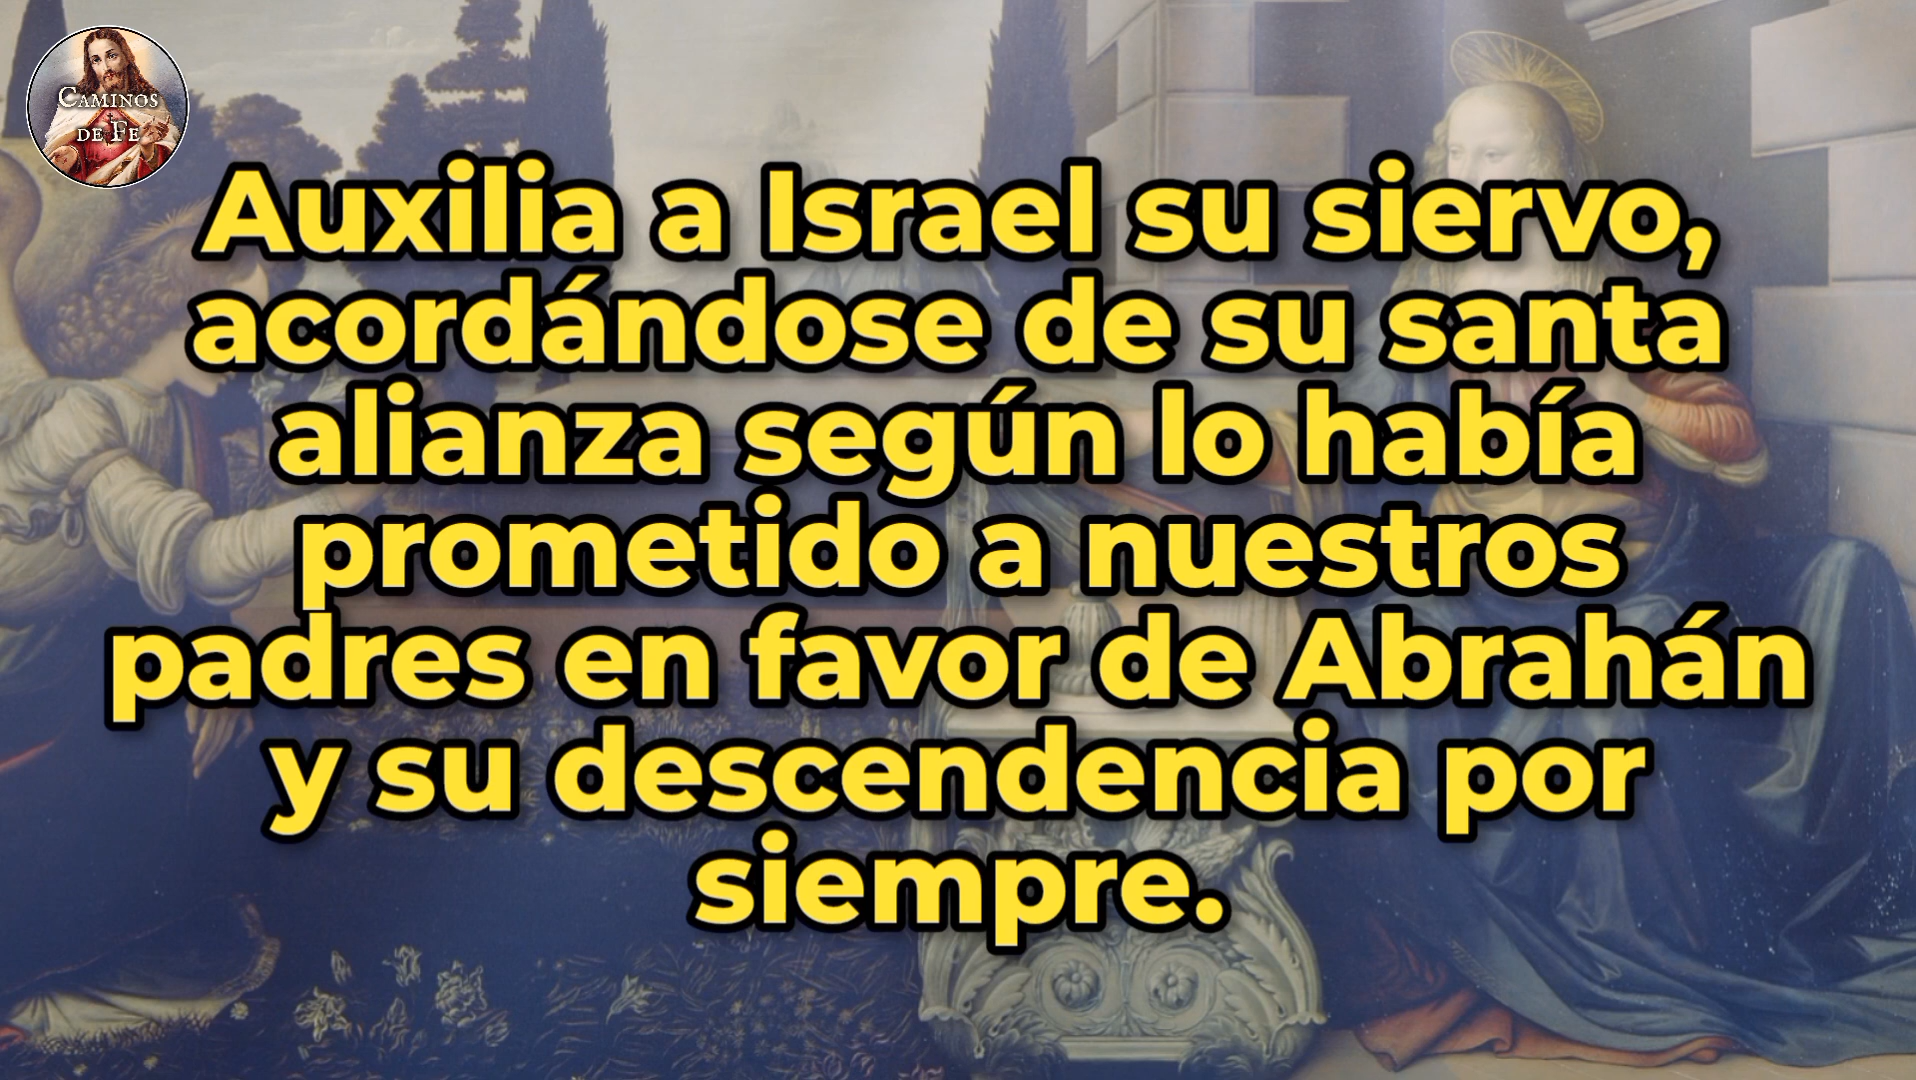 CAMINOS
DE FE
Auxilia a Israel su siervo,
acordándose de su santa
alianza según lo había
prometido a nuestros
padres en favor de Abrahán
y su descendencia por
siempre.